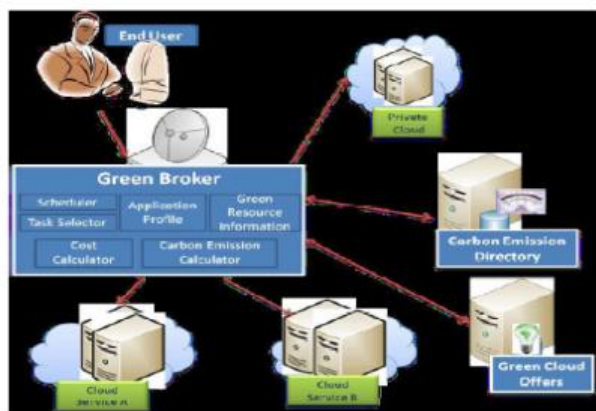 End User
Private
Cloud
Green Broker
Scheduler
Task Selector
Application
Profile
Green
Resource
Information
Cost
Calculator
Carbon Emission
Calculator
Carbon Emission
Directory
Cloud
Service A
Cloud
Service B
Green Cloud
Offers